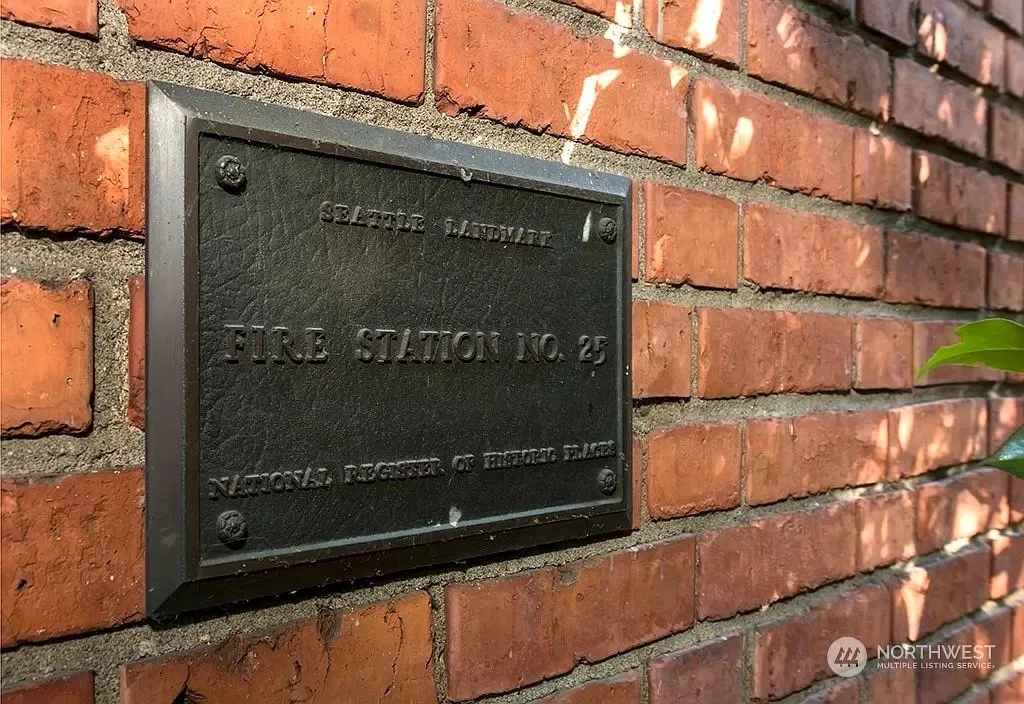 SEATTLE LANDMARK
FIRE STATION NO. 25
NATIONAL REGISTER OF HISTORIC PLACES
NORTHWEST
MULTIPLE LISTING SERVICE